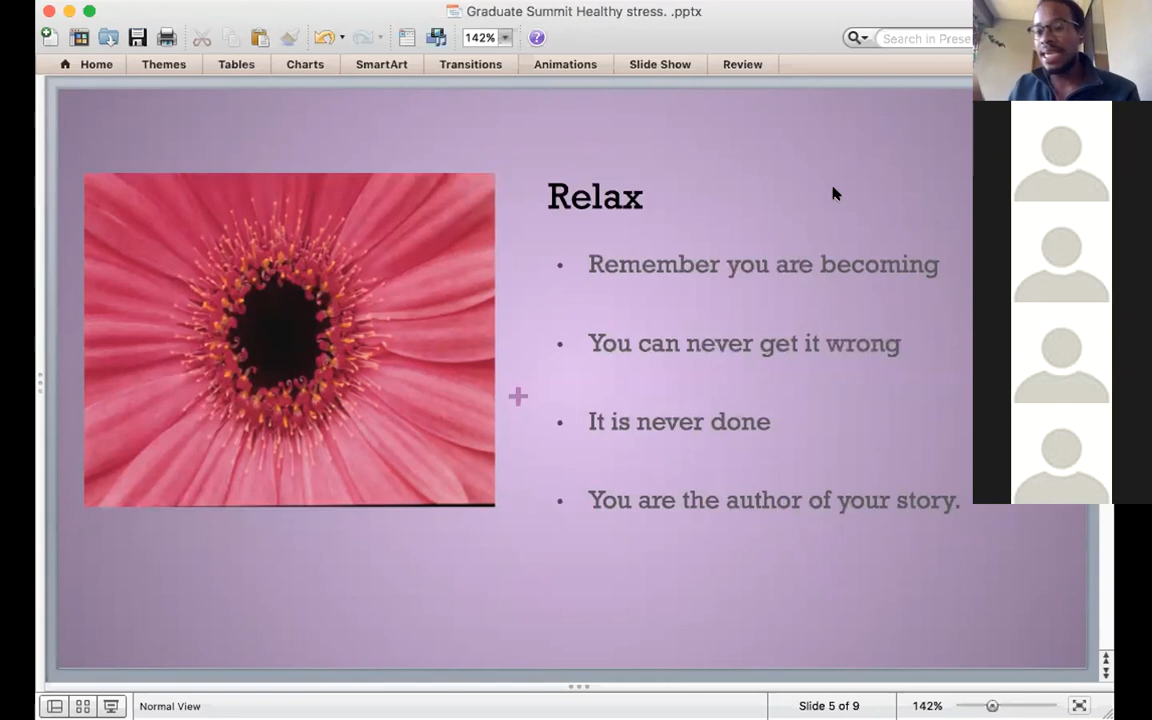 Graduate Summit Healthy stress. .pptx
142%
Search in Prese
Home Themes Tables Charts SmartArt Transitions Animations Slide Show Review
Relax
• Remember you are becoming
• You can never get it wrong
• It is never done
• You are the author of your story.
Normal View Slide 5 of 9 142%